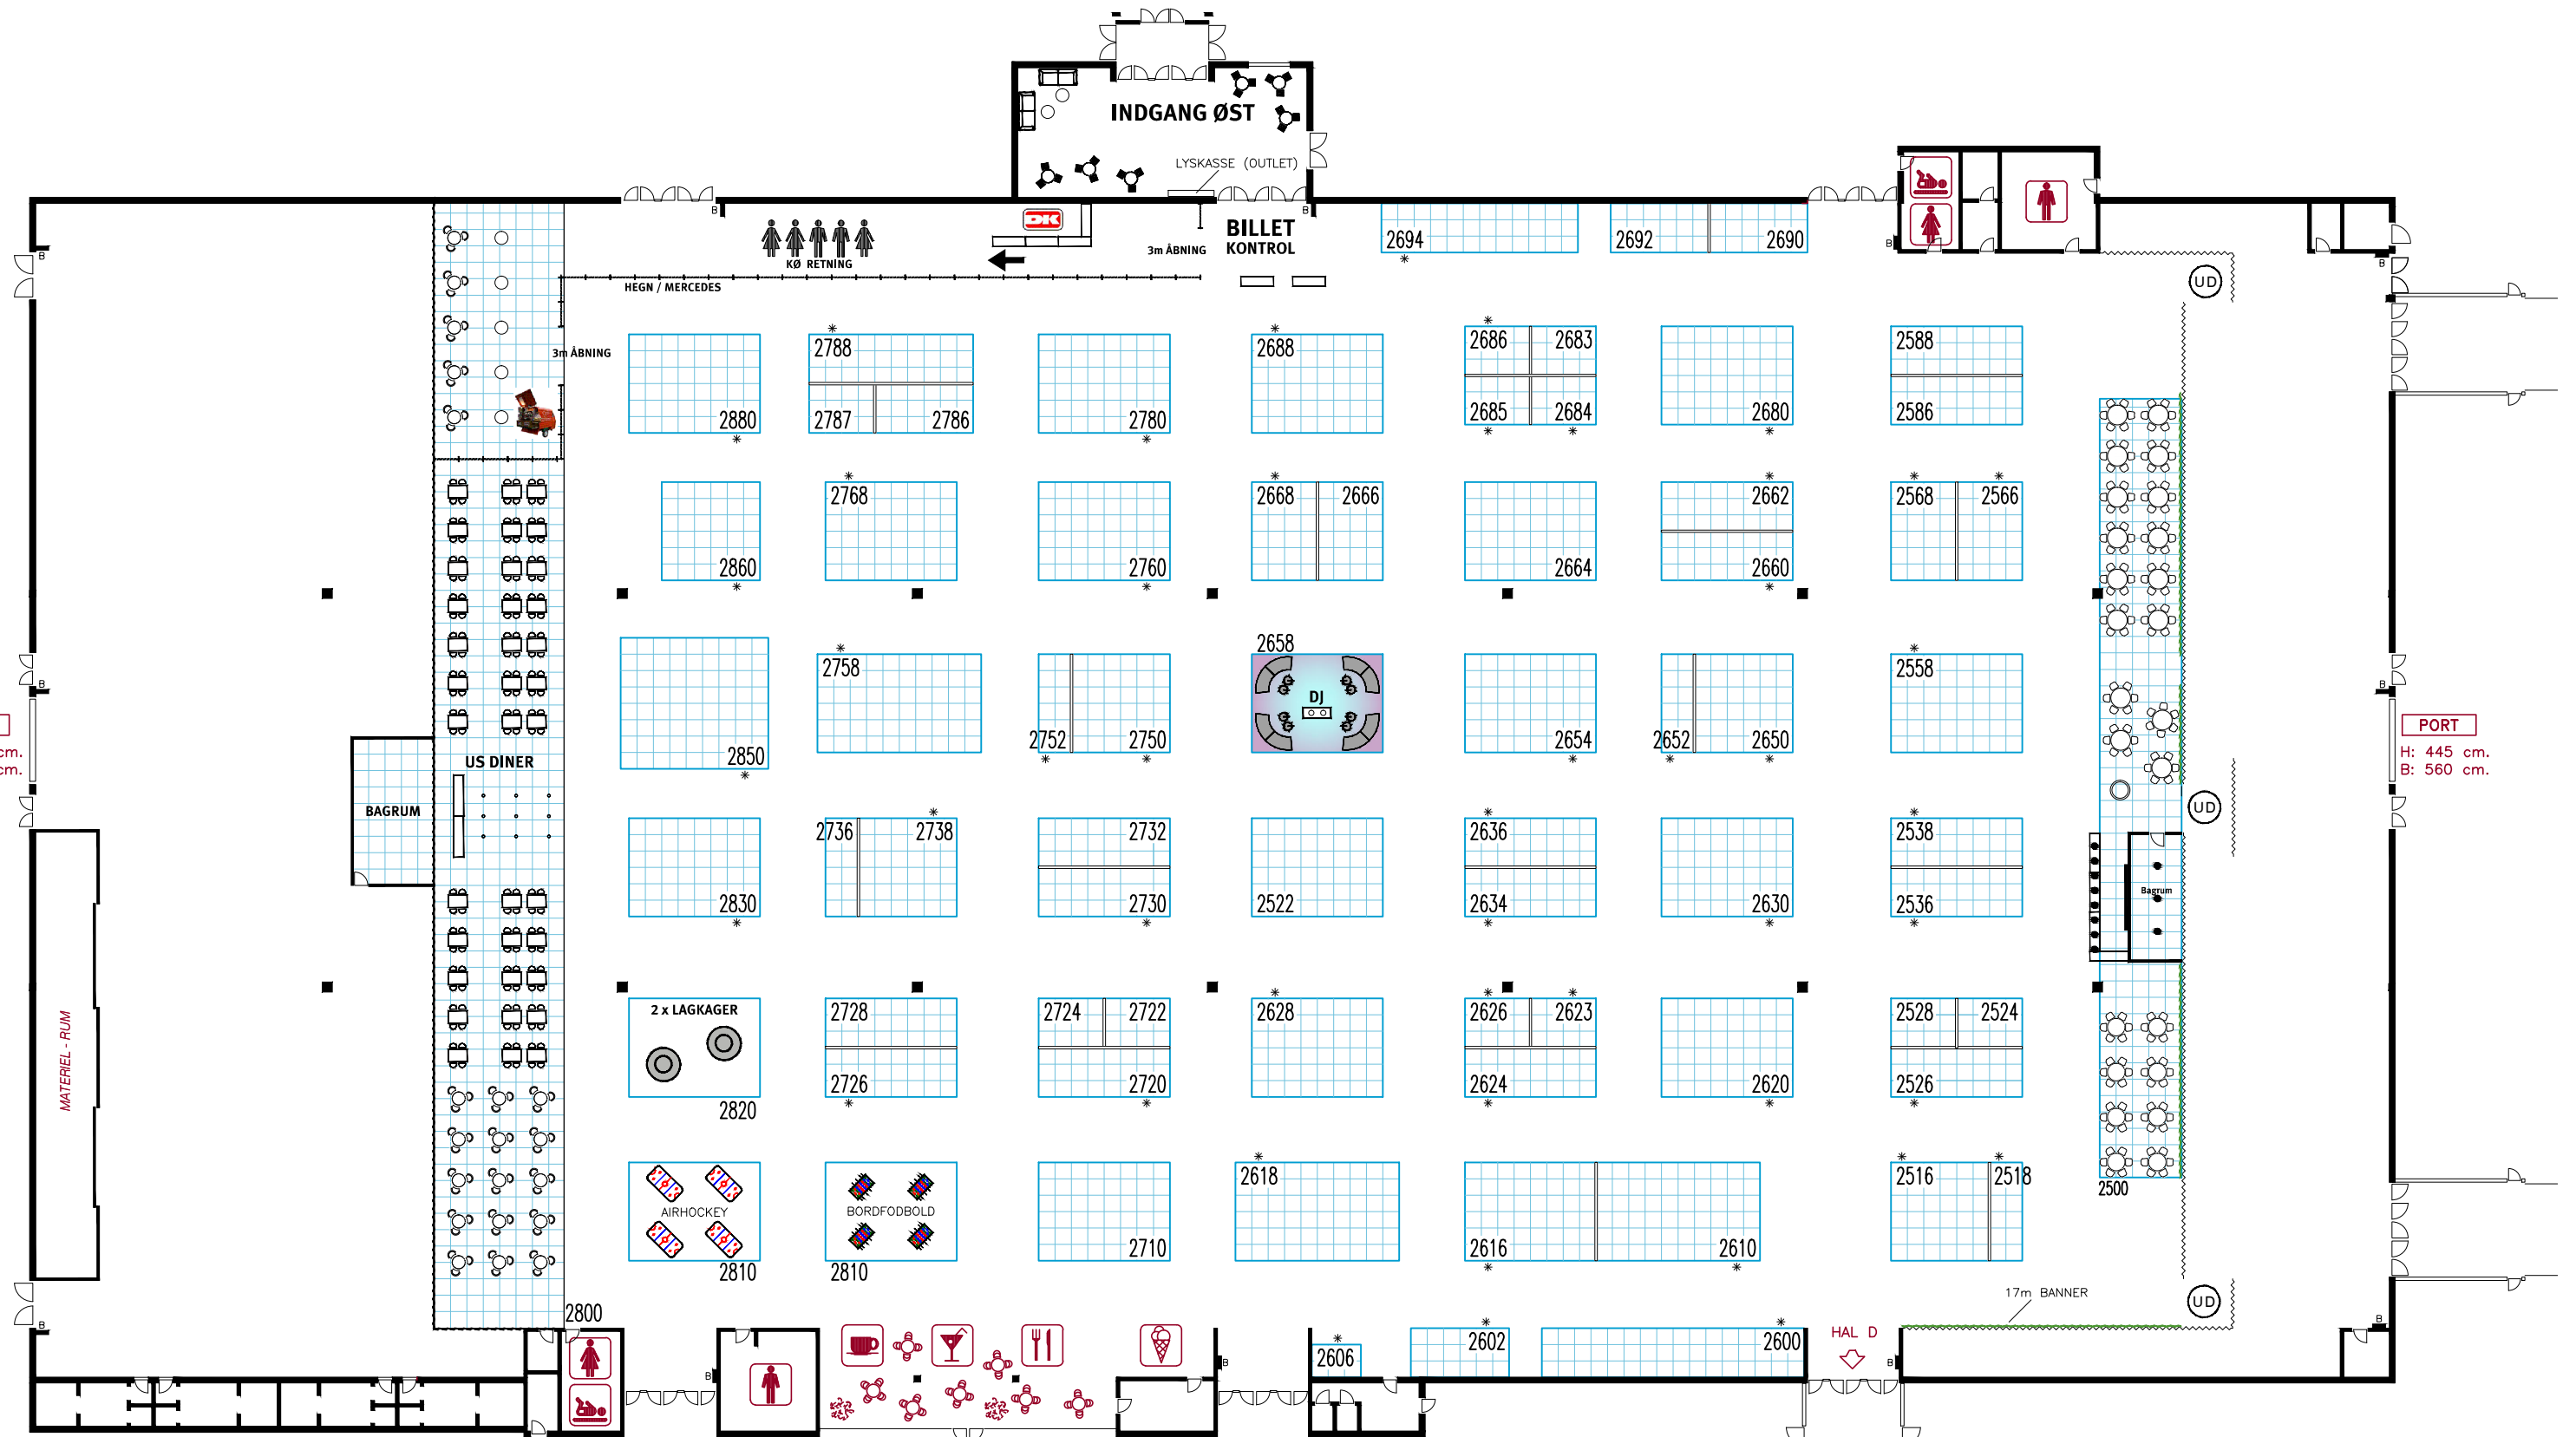 INDGANG ØST
LYSKASSE (OUTLET)
B
DK
BILLET
KONTROL
B
3m ÅBNING
KØ RETNING
HEGN / MERCEDES
2694
2692
2690
B
B
B
UD
3m ÅBNING
2880
2788
2787
2786
2780
2688
2686
2683
2685
2684
2680
2588
2586
2860
2768
2760
2668
2666
2664
2662
2660
2568
2566
2850
2758
2752
2750
2658
DJ
2654
2652
2650
2558
B
B
cm.
cm.
PORT
H: 445 cm.
B: 560 cm.
US DINER
BAGRUM
UD
2830
2736
2738
2732
2730
2522
2636
2634
2630
2538
2536
Bagrum
MATERIEL - RUM
2 x LAGKAGER
2820
2728
2726
2724
2722
2720
2628
2626
2623
2624
2620
2528
2524
2526
AIRHOCKEY
2810
BORDFODBOLD
2810
2710
2618
2616
2610
2516
2518
2500
17m BANNER
UD
2800
B
B
B
2606
2602
2600
HAL D
B
B